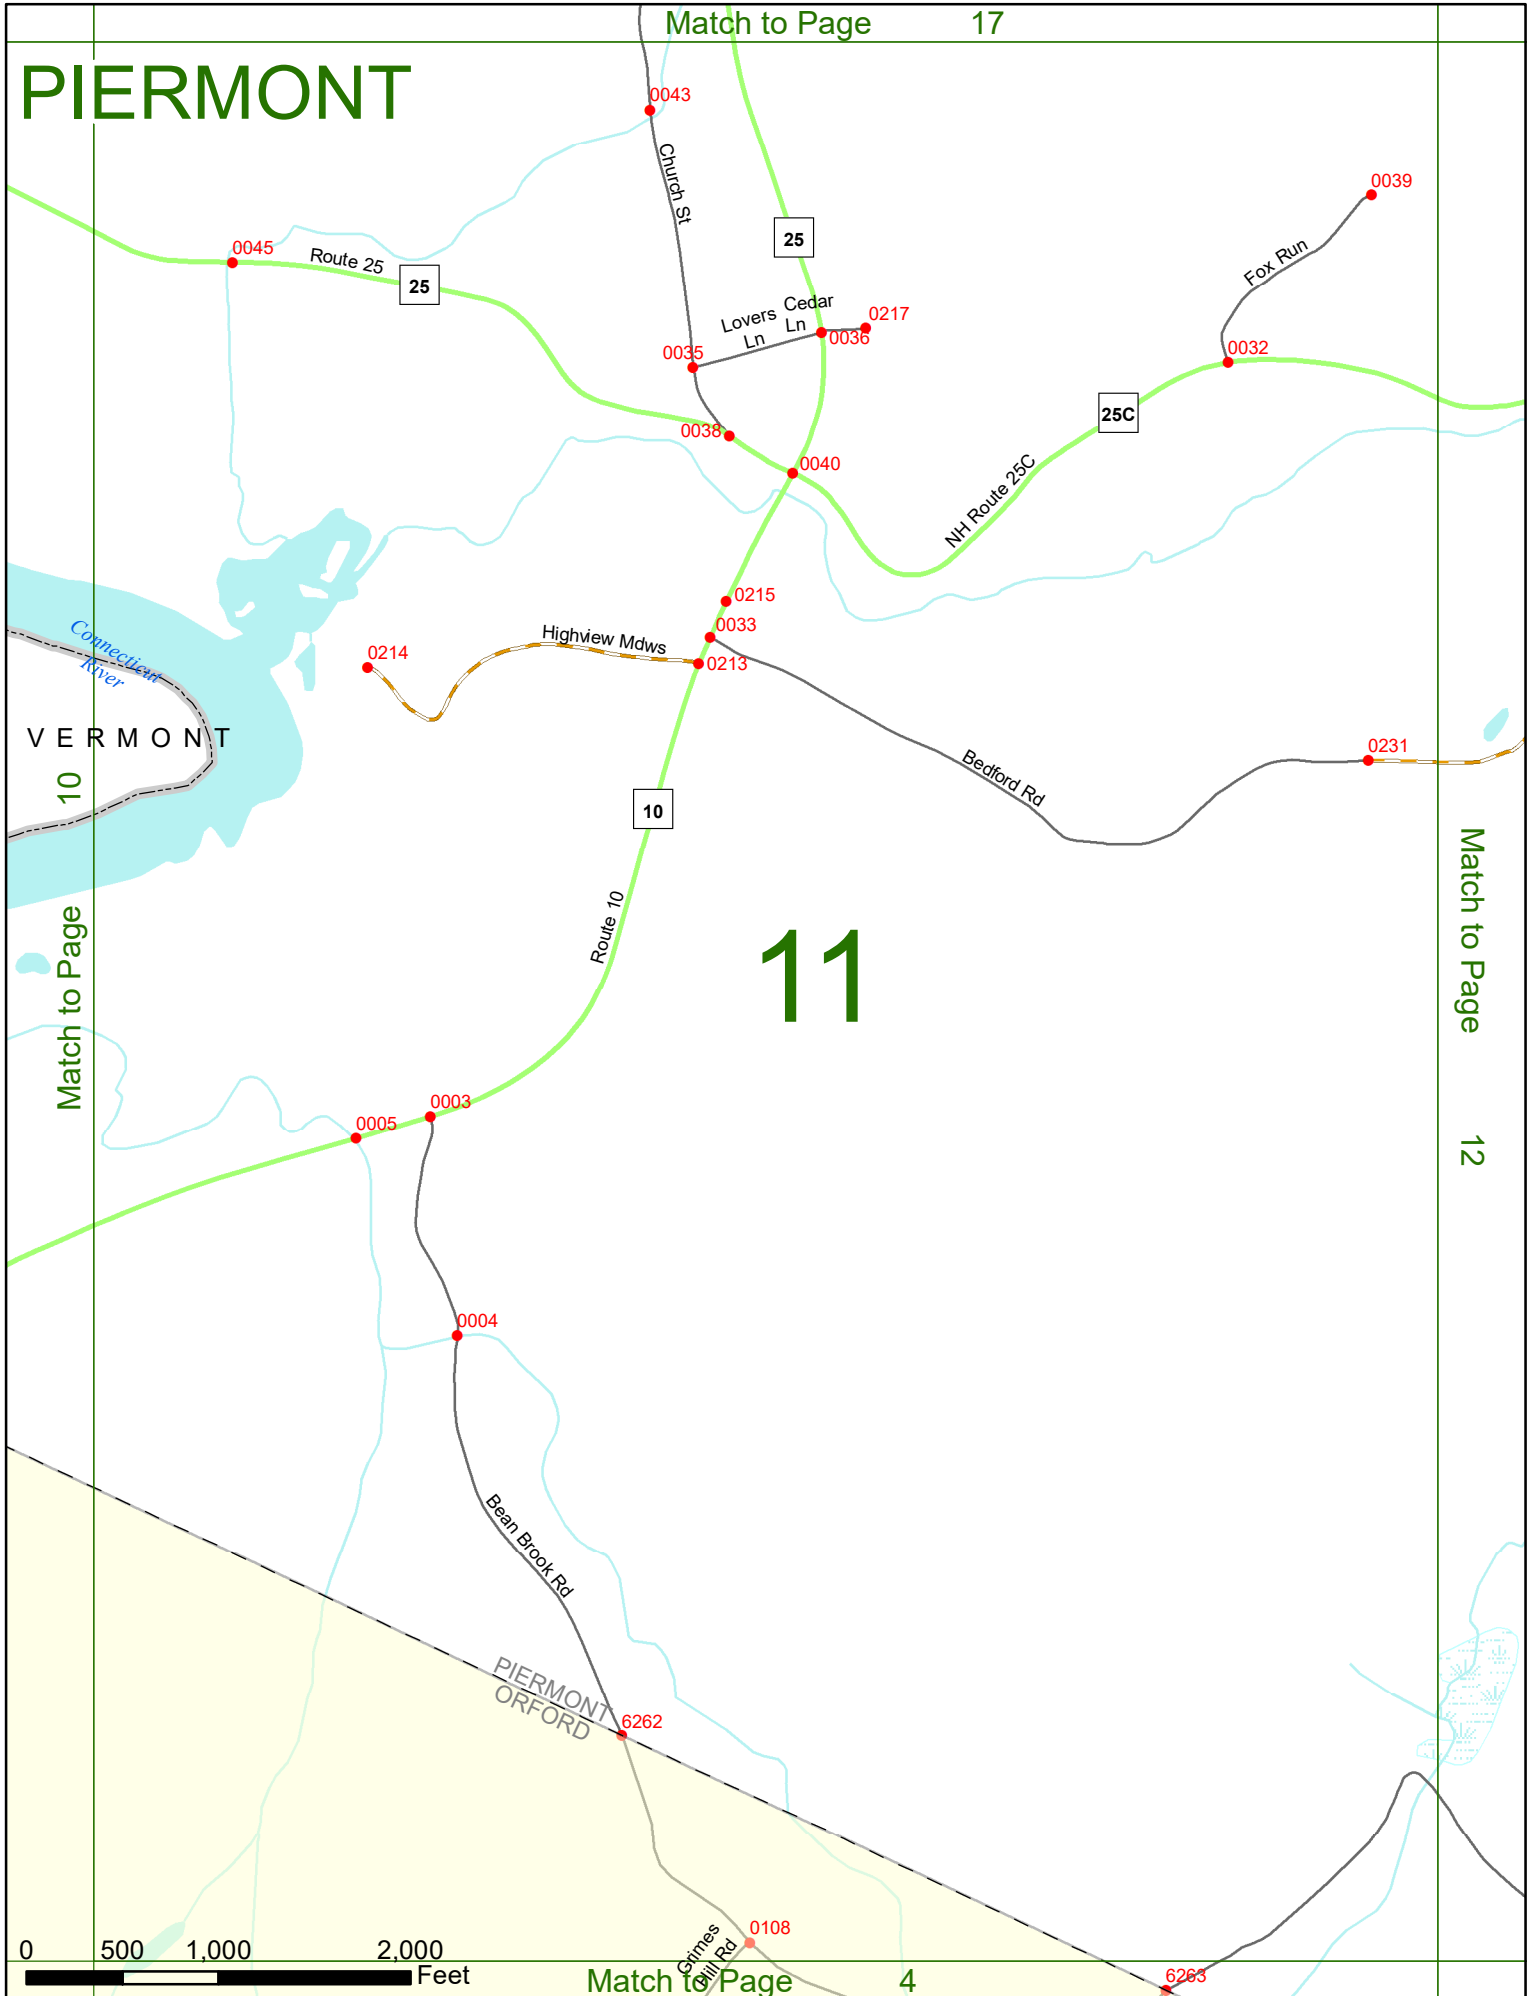 Match to Page 17
PIERMONT
0043
Church St
0039
25
0045
Route 25
25
Fox Run
Lovers Ln
Cedar Ln
0217
0036
0035
0032
25C
0038
0040
NH Route 25C
0215
0033
Highview Mdws
0213
0214
Connecticut
River
VERMONT
0231
Bedford Rd
10
Match to Page 10
Match to Page 12
Route 10
11
0003
0005
0004
Bean Brook Rd
PIERMONT
ORFORD
6262
0108
Grimes
Hill Rd
6263
0 500 1,000 2,000
Feet
Match to Page 4